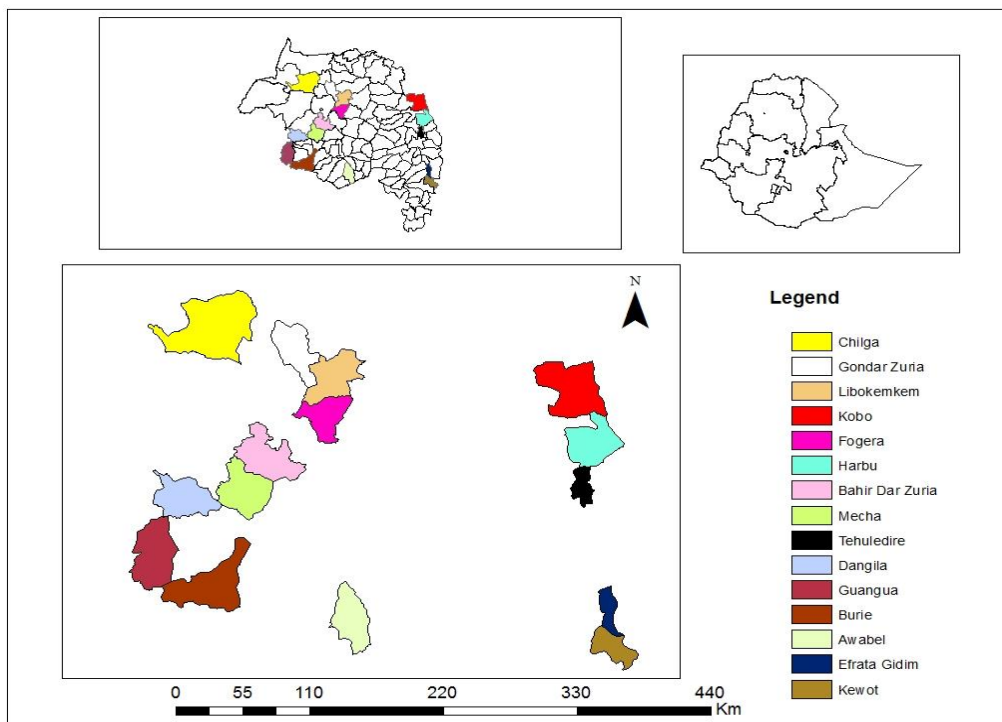 N
Legend
Chilga
Gondar Zuria
Libokemkem
Kobo
Fogera
Harbu
Bahir Dar Zuria
Mecha
Tehuledire
Dangila
Guangua
Burie
Awabel
Efrata Gidim
Kewot
0 55 110 220 330 440
Km